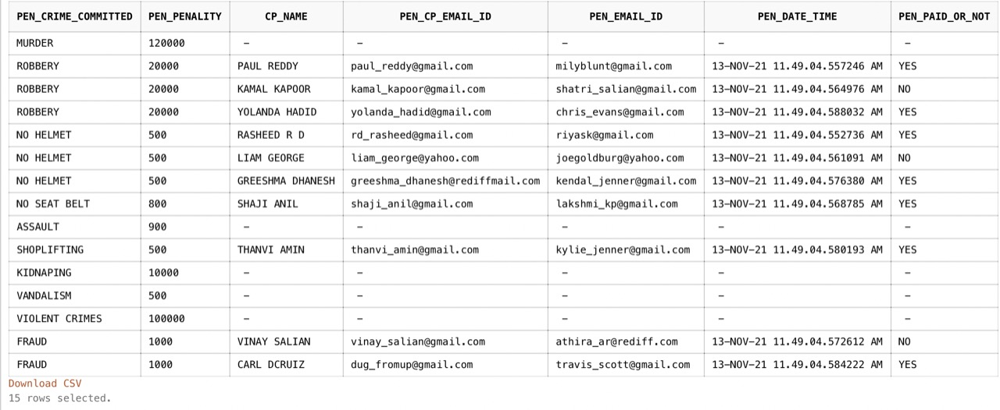 PEN_CRIME_COMMITTED PEN_PENALITY CP_NAME PEN_CP_EMAIL_ID PEN_EMAIL_ID PEN_DATE_TIME PEN_PAID_OR_NOT
MURDER 120000 – – – – –
ROBBERY 20000 PAUL REDDY paul_reddy@gmail.com milyblunt@gmail.com 13–NOV–21 11.49.04.557246 AM YES
ROBBERY 20000 KAMAL KAPOOR kamal_kapoor@gmail.com shatri_salian@gmail.com 13–NOV–21 11.49.04.564976 AM NO
ROBBERY 20000 YOLANDA HADID yolanda_hadid@gmail.com chris_evans@gmail.com 13–NOV–21 11.49.04.588032 AM YES
NO HELMET 500 RASHEED R D rd_rasheed@gmail.com riyask@gmail.com 13–NOV–21 11.49.04.552736 AM YES
NO HELMET 500 LIAM GEORGE liam_george@yahoo.com joegoldburg@yahoo.com 13–NOV–21 11.49.04.561091 AM NO
NO HELMET 500 GREESHMA DHANESH greeshma_dhanesh@rediffmail.com kendal_jenner@gmail.com 13–NOV–21 11.49.04.576380 AM YES
NO SEAT BELT 800 SHAJI ANIL shaji_anil@gmail.com lakshmi_kp@gmail.com 13–NOV–21 11.49.04.568785 AM YES
ASSAULT 900 – – – – –
SHOPLIFTING 500 THANVI AMIN thanvi_amin@gmail.com kylie_jenner@gmail.com 13–NOV–21 11.49.04.580193 AM YES
KIDNAPING 10000 – – – – –
VANDALISM 500 – – – – –
VIOLENT CRIMES 100000 – – – – –
FRAUD 1000 VINAY SALIAN vinay_salian@gmail.com athira_ar@rediff.com 13–NOV–21 11.49.04.572612 AM NO
FRAUD 1000 CARL DCRUIZ dug_fromup@gmail.com travis_scott@gmail.com 13–NOV–21 11.49.04.584222 AM YES
Download CSV
15 rows selected.